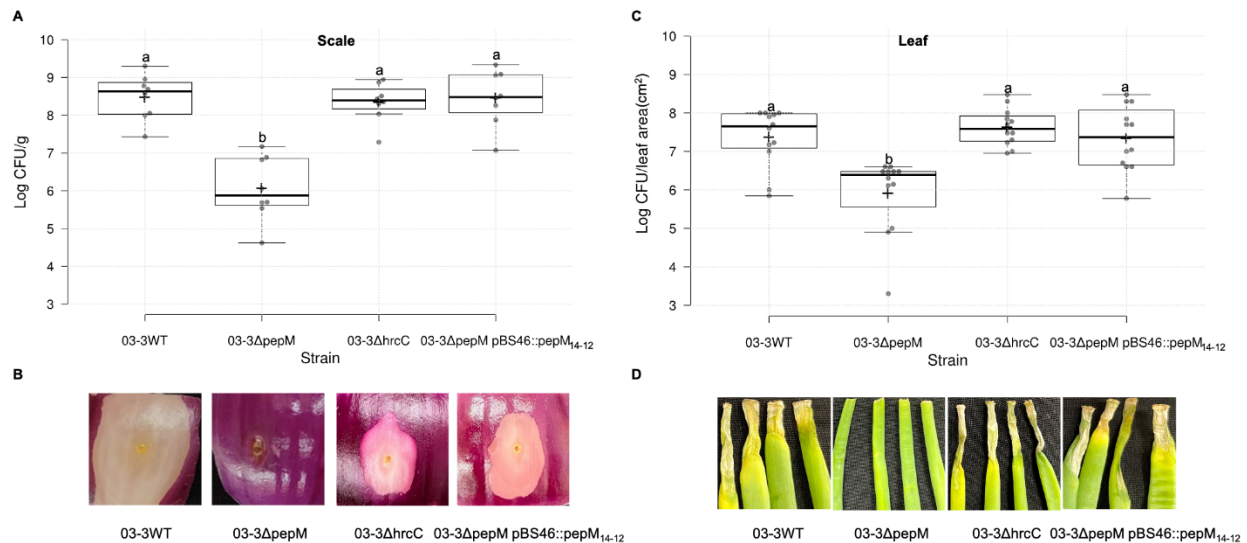 A
Scale
Log CFU/g
10
9
8
7
6
5
4
3
a
b
a
a
03-3WT
03-3ΔpepM
03-3ΔhrcC
03-3ΔpepM pBS46::pepM₁₄₋₁₂
Strain
C
Leaf
Log CFU/leaf area(cm²)
10
9
8
7
6
5
4
3
a
b
a
a
03-3WT
03-3ΔpepM
03-3ΔhrcC
03-3ΔpepM pBS46::pepM₁₄₋₁₂
Strain
B
03-3WT
03-3ΔpepM
03-3ΔhrcC
03-3ΔpepM pBS46::pepM₁₄₋₁₂
D
03-3WT
03-3ΔpepM
03-3ΔhrcC
03-3ΔpepM pBS46::pepM₁₄₋₁₂